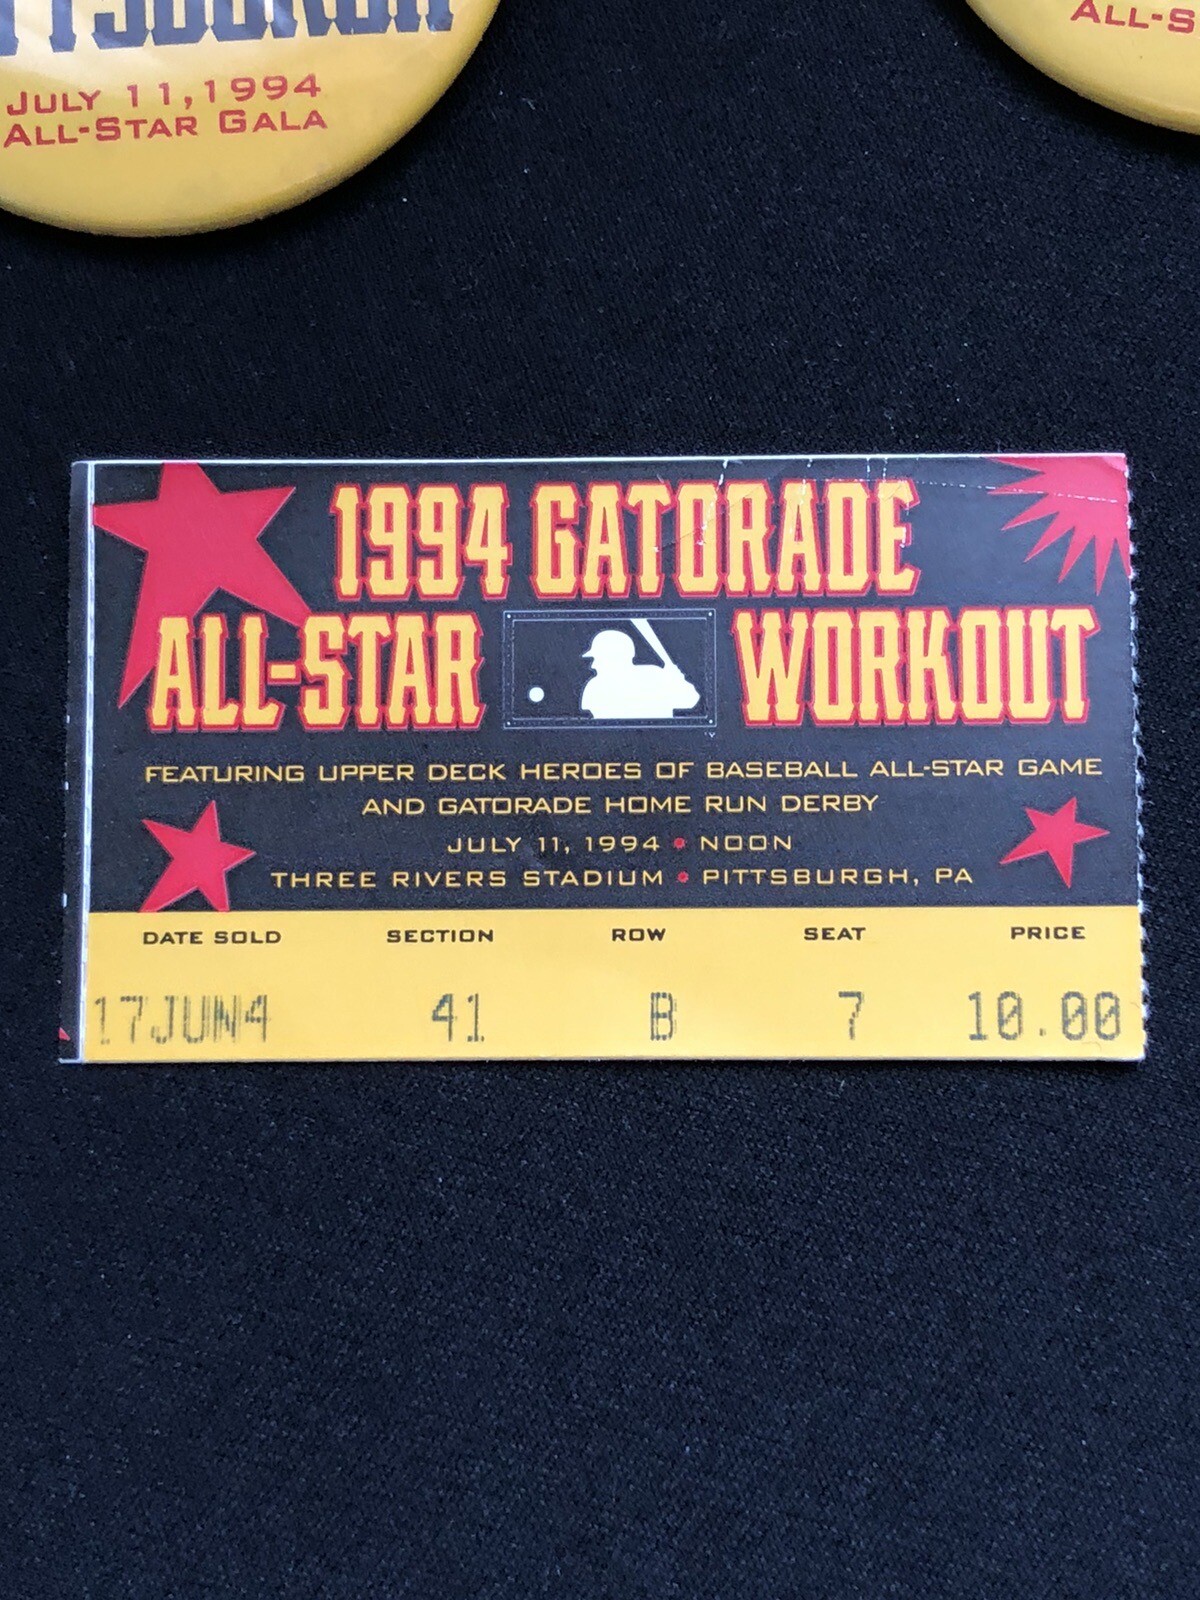 JULY 11, 1994
ALL-STAR GALA
ALL-S
1994 GATORADE
ALL-STAR WORKOUT
FEATURING UPPER DECK HEROES OF BASEBALL ALL-STAR GAME
AND GATORADE HOME RUN DERBY
JULY 11, 1994 • NOON
THREE RIVERS STADIUM • PITTSBURGH, PA
DATE SOLD SECTION ROW SEAT PRICE
17JUN4 41 B 7 10.00